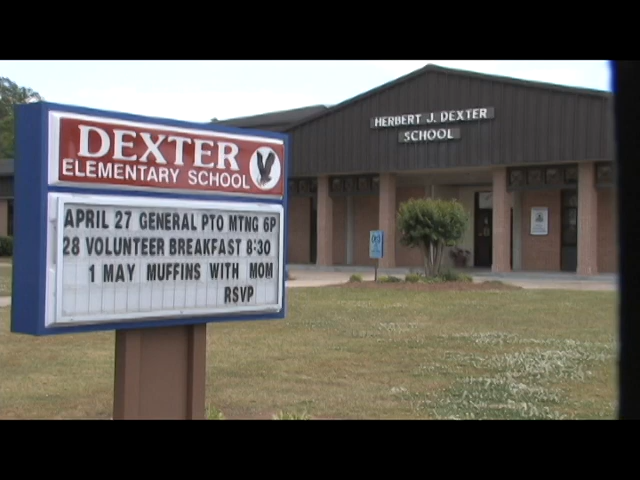 DEXTER
ELEMENTARY SCHOOL
APRIL 27 GENERAL PTO MTNG 6P
28 VOLUNTEER BREAKFAST 8:30
1 MAY MUFFINS WITH MOM
RSVP
HERBERT J. DEXTER
SCHOOL